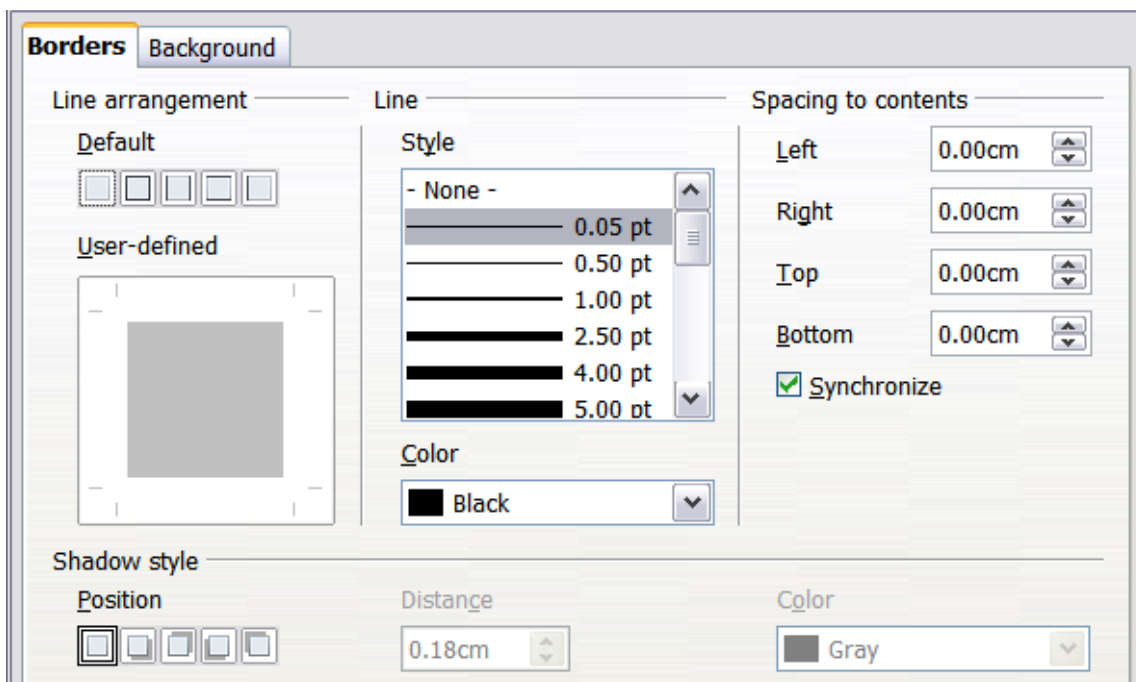 Borders Background
Line arrangement
Default
User-defined
Line
Style
- None -
0.05 pt
0.50 pt
1.00 pt
2.50 pt
4.00 pt
5.00 pt
Color
Black
Spacing to contents
Left 0.00cm
Right 0.00cm
Top 0.00cm
Bottom 0.00cm
Synchronize
Shadow style
Position
Distance
0.18cm
Color
Gray